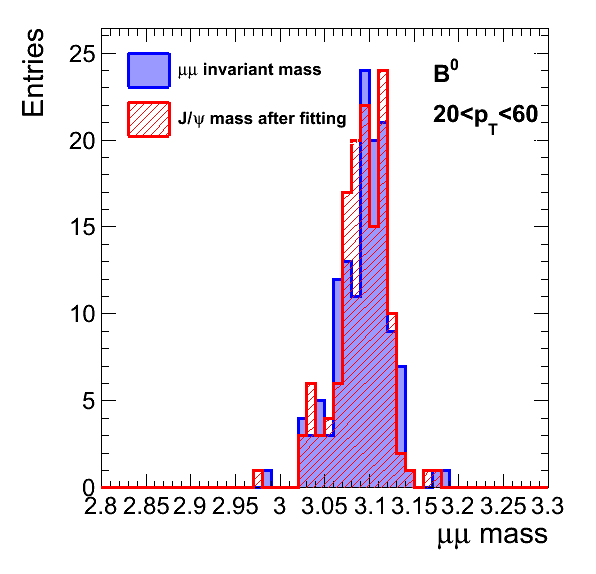 Entries
25
20
15
10
5
0
μμ invariant mass
J/ψ mass after fitting
B⁰
20<p_T<60
2.8 2.85 2.9 2.95 3 3.05 3.1 3.15 3.2 3.25 3.3
μμ mass